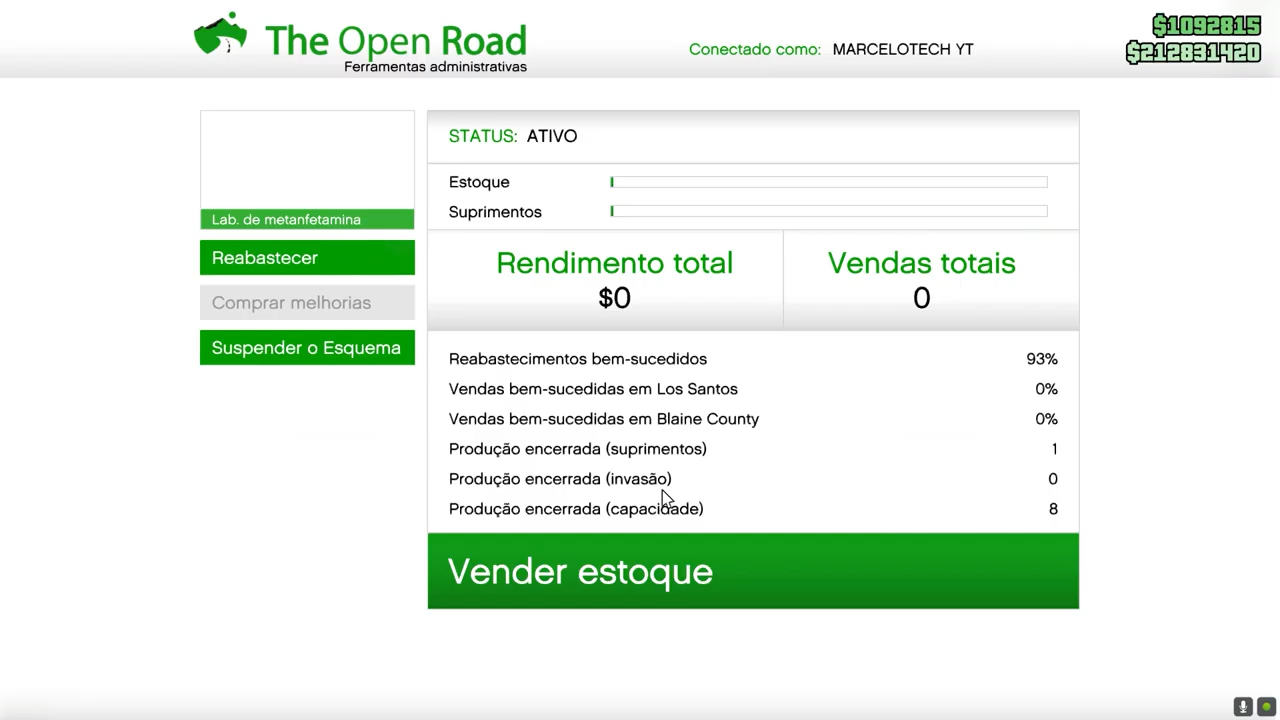 The Open Road
Ferramentas administrativas
Conectado como: MARCELOTECH YT
$1092815
$212831420
STATUS: ATIVO
Estoque
Suprimentos
Lab. de metanfetamina
Reabastecer
Comprar melhorias
Suspender o Esquema
Rendimento total
$0
Vendas totais
0
Reabastecimentos bem-sucedidos 93%
Vendas bem-sucedidas em Los Santos 0%
Vendas bem-sucedidas em Blaine County 0%
Produção encerrada (suprimentos) 1
Produção encerrada (invasão) 0
Produção encerrada (capacidade) 8
Vender estoque